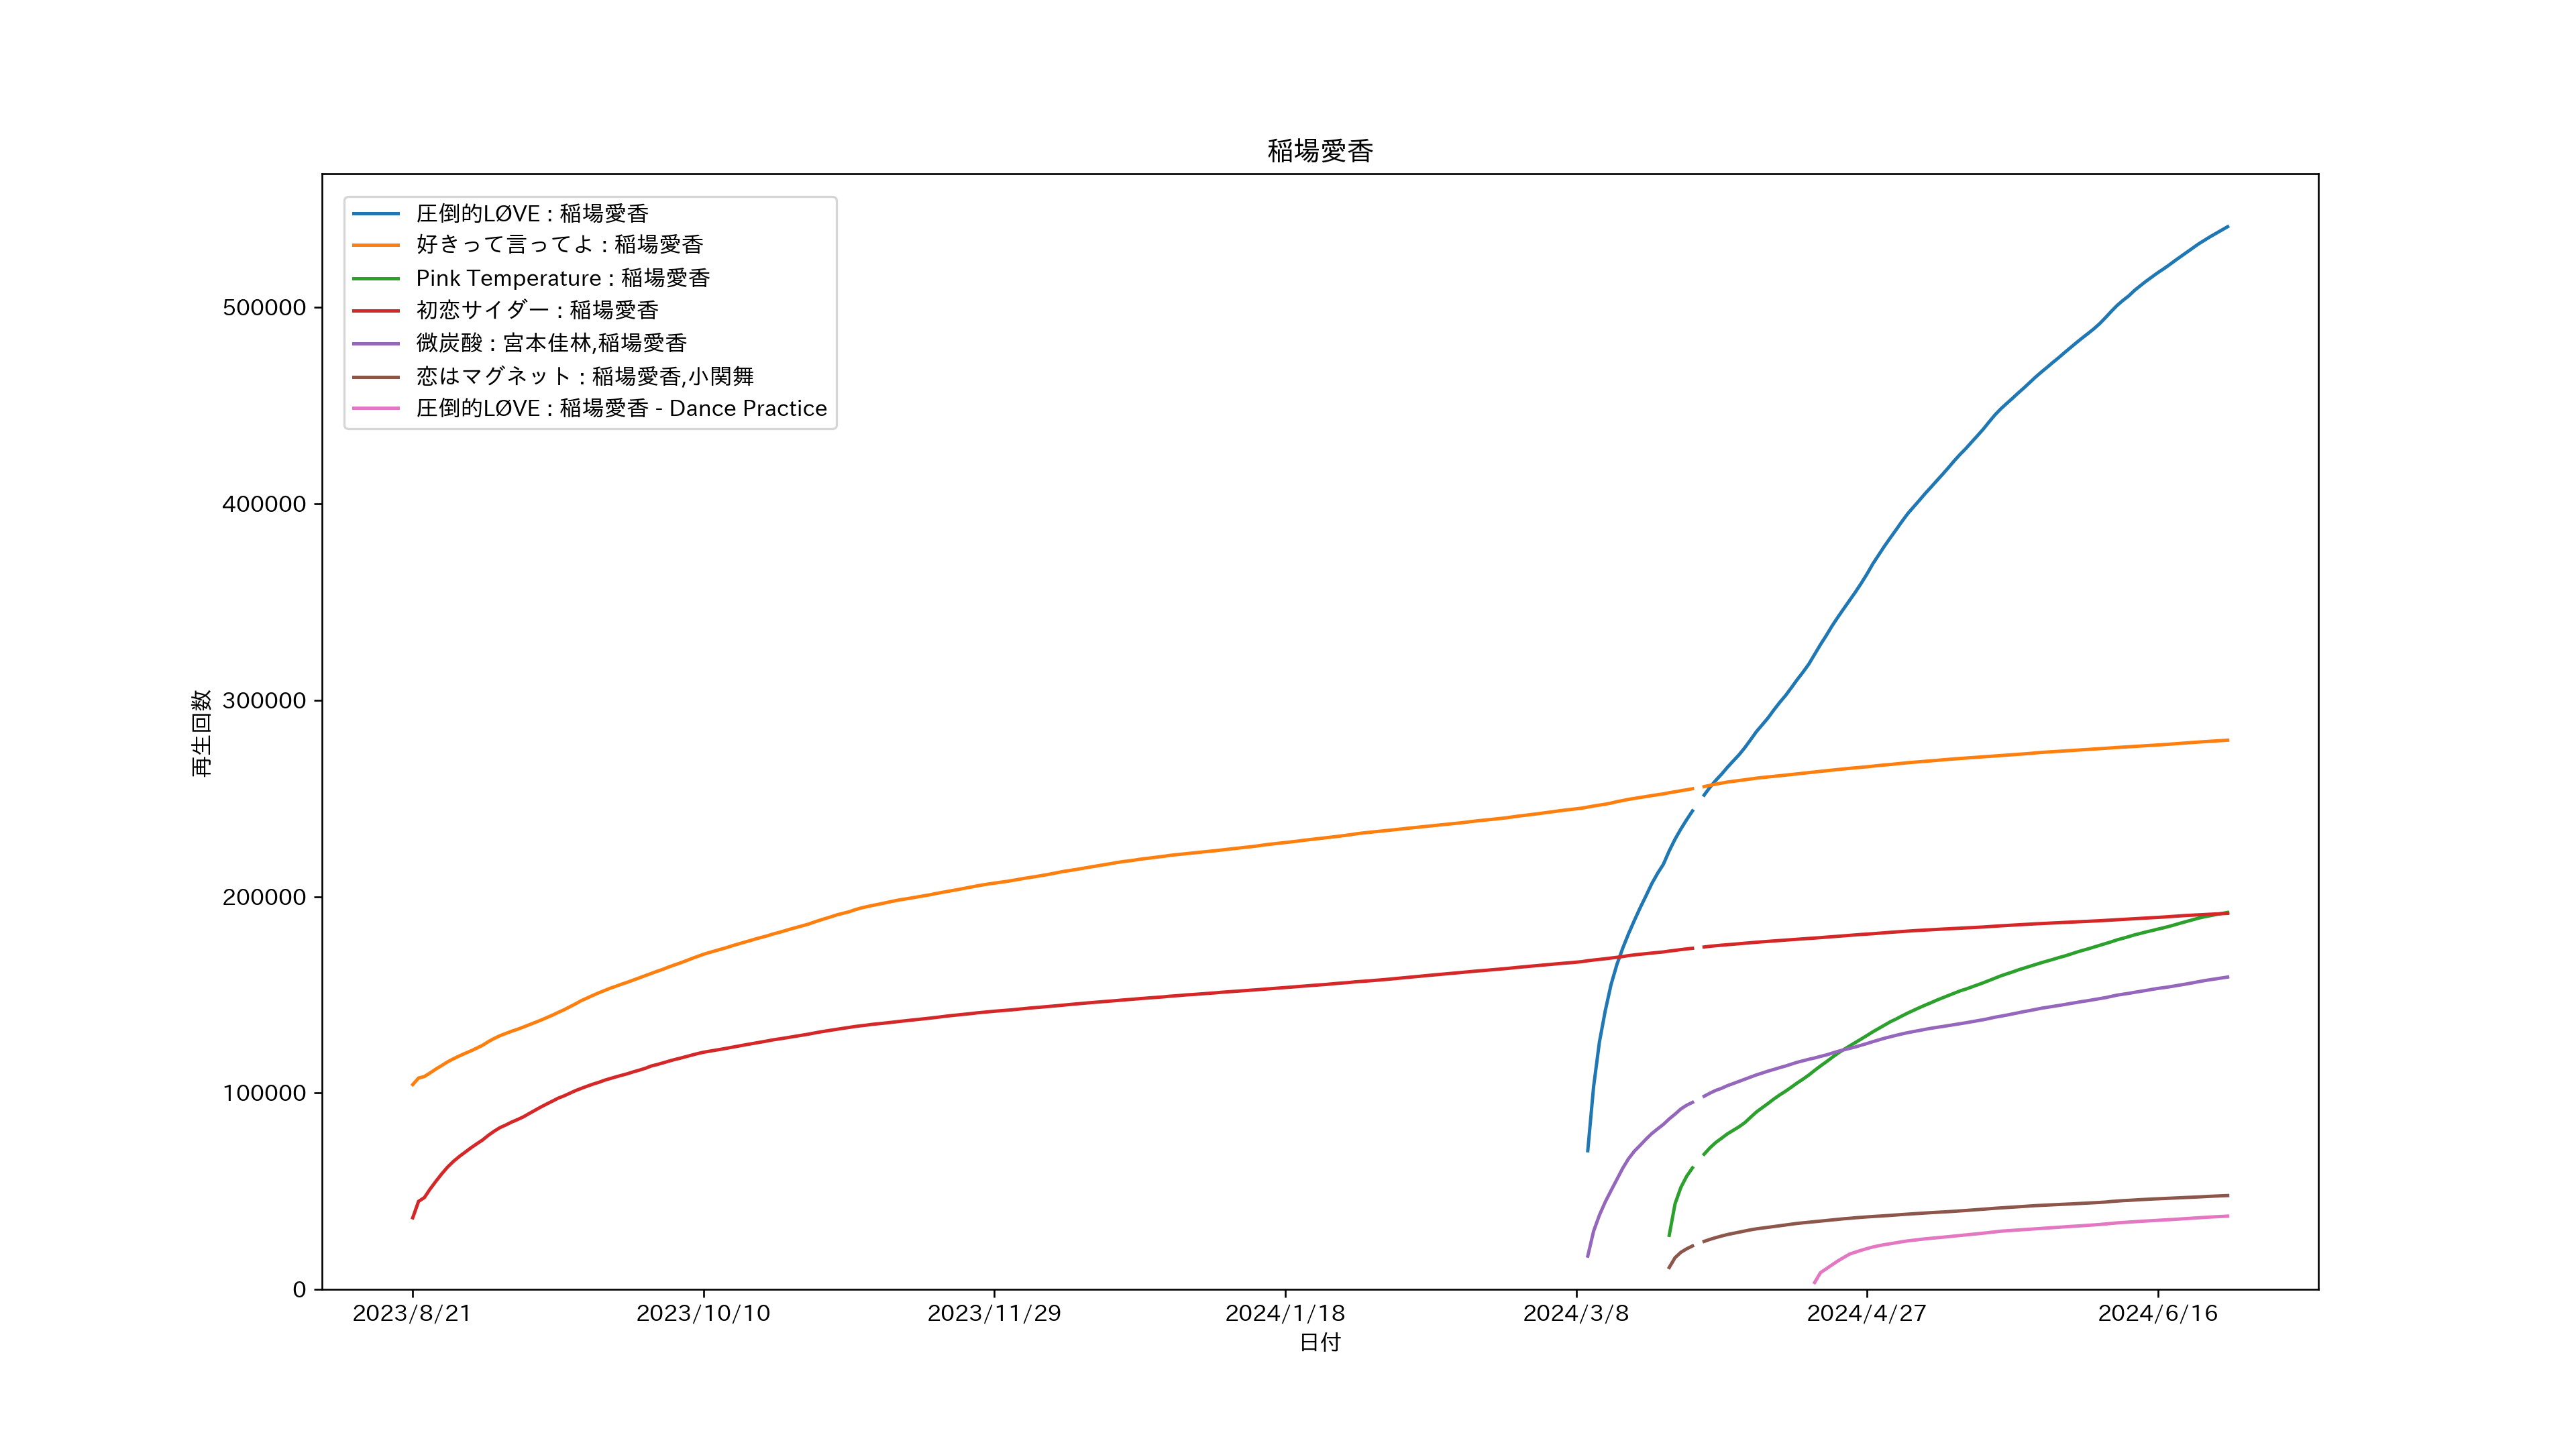 稲場愛香
圧倒的LØVE : 稲場愛香
好きって言ってよ : 稲場愛香
Pink Temperature : 稲場愛香
初恋サイダー : 稲場愛香
微炭酸 : 宮本佳林,稲場愛香
恋はマグネット : 稲場愛香,小関舞
圧倒的LØVE : 稲場愛香 - Dance Practice
500000
400000
300000
200000
100000
0
再生回数
2023/8/21 2023/10/10 2023/11/29 2024/1/18 2024/3/8 2024/4/27 2024/6/16
日付